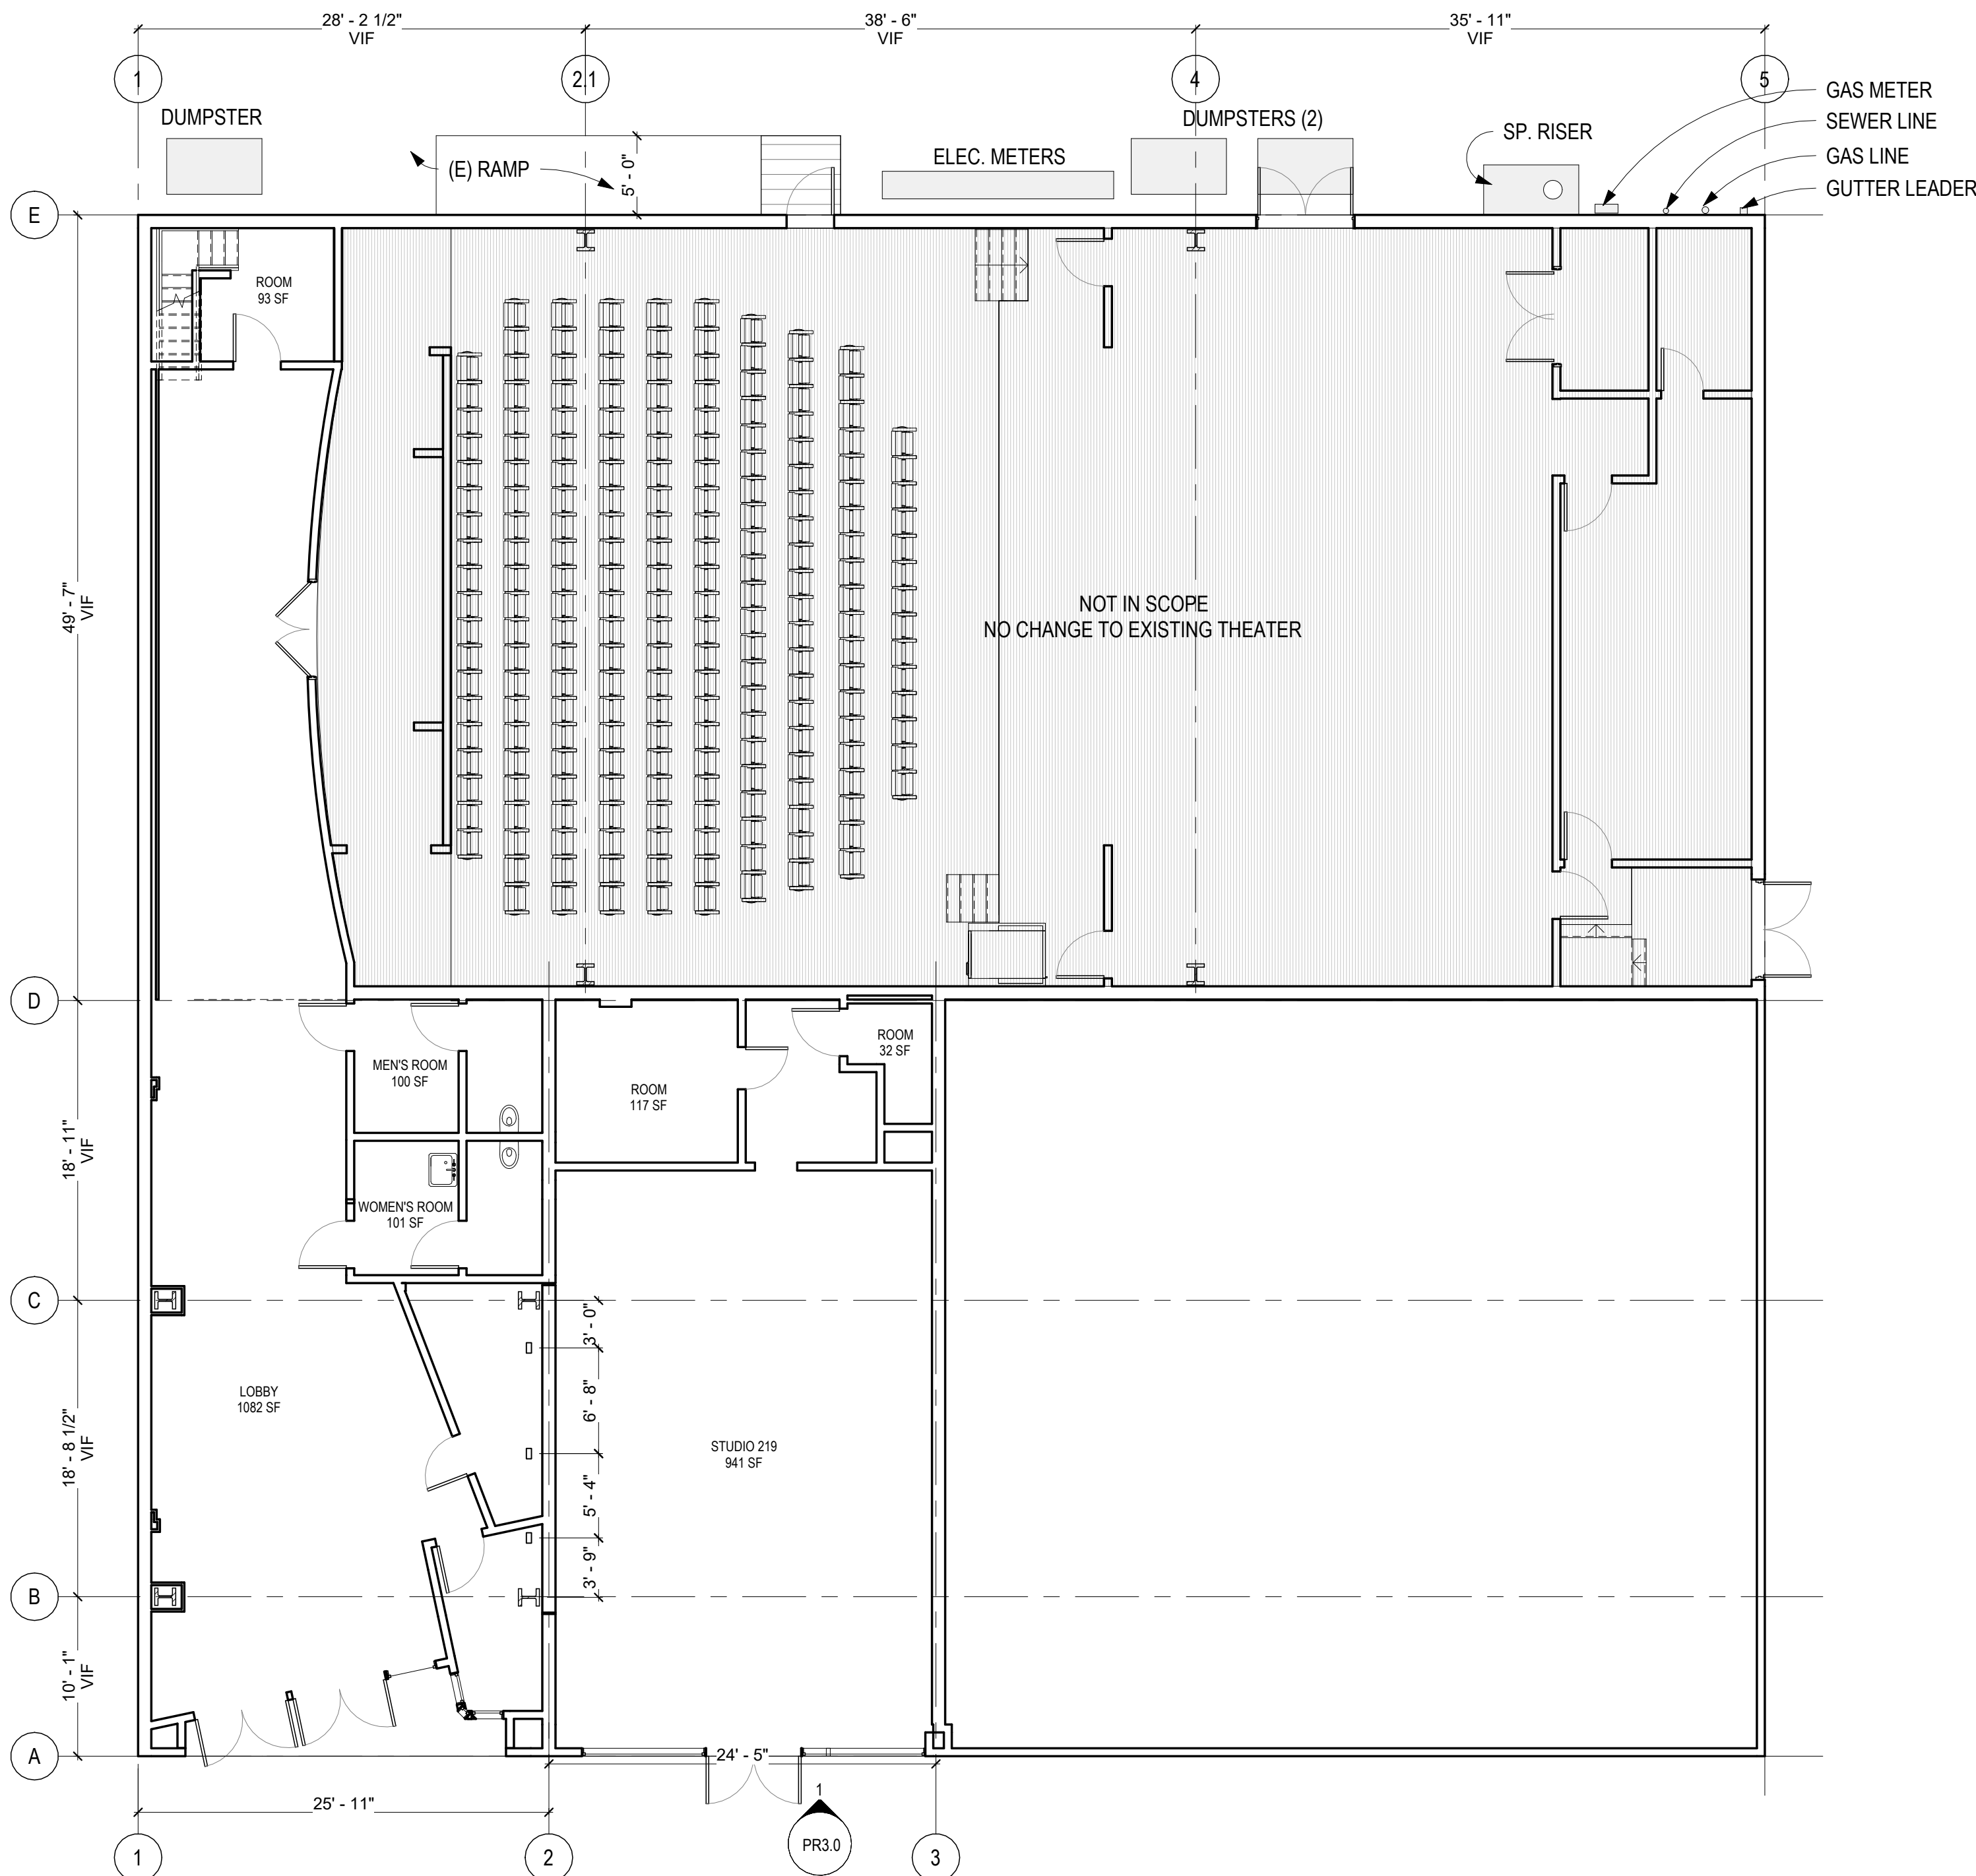 28' - 2 1/2"
VIF
38' - 6"
VIF
35' - 11"
VIF
1
2.1
4
5
GAS METER
SEWER LINE
GAS LINE
GUTTER LEADER
DUMPSTER
DUMPSTERS (2)
SP. RISER
(E) RAMP
5' - 0"
ELEC. METERS
E
ROOM
93 SF
49' - 7"
VIF
NOT IN SCOPE
NO CHANGE TO EXISTING THEATER
D
MEN'S ROOM
100 SF
ROOM
117 SF
ROOM
32 SF
18' - 11"
VIF
WOMEN'S ROOM
101 SF
C
3' - 0"
6' - 8"
LOBBY
1082 SF
18' - 8 1/2"
VIF
STUDIO 219
941 SF
5' - 4"
3' - 9"
B
10' - 1"
VIF
A
24' - 5"
25' - 11"
1
PR3.0
1
2
3